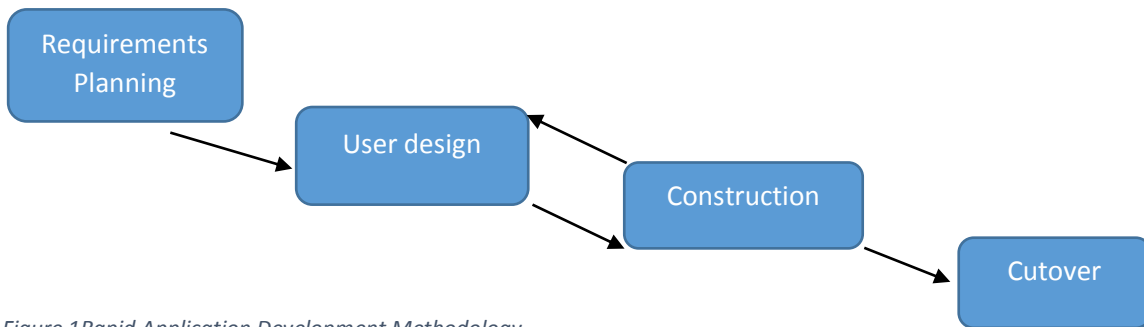 Requirements
Planning
User design
Construction
Cutover
Figure 1Rapid Application Development Methodology